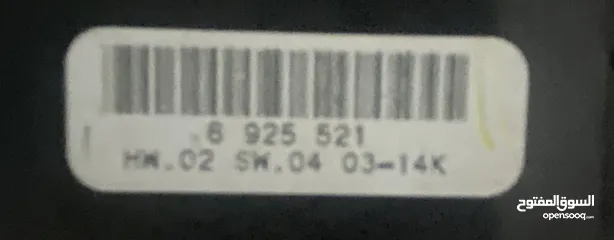 6 925 521
HW.02 SW.04 03-14K
السوق المفتوح
opensooq.com